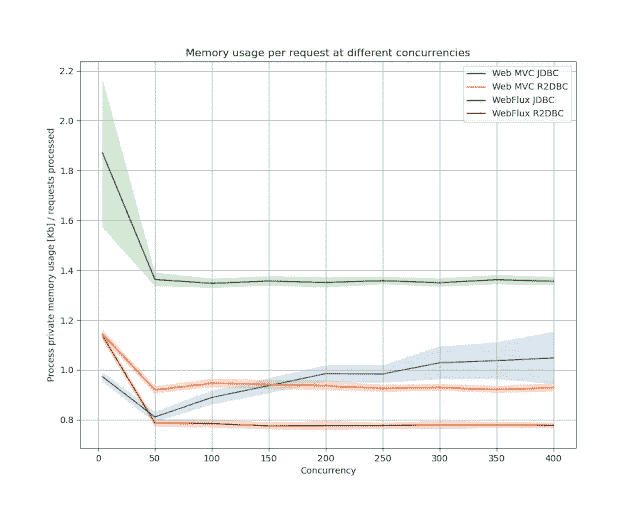 Memory usage per request at different concurrencies
Web MVC JDBC
Web MVC R2DBC
WebFlux JDBC
WebFlux R2DBC
Process private memory usage [Kb] / requests processed
2.2
2.0
1.8
1.6
1.4
1.2
1.0
0.8
0 50 100 150 200 250 300 350 400
Concurrency